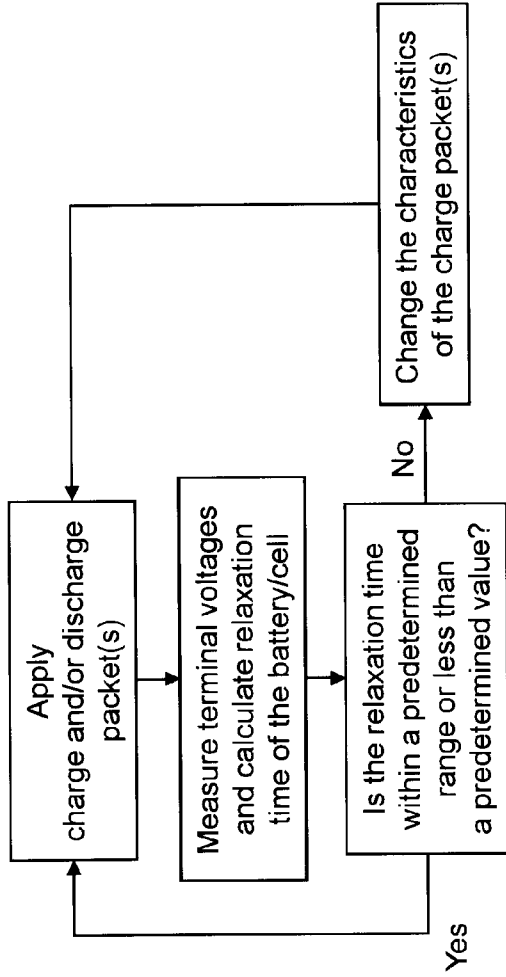 Apply
charge and/or discharge
packet(s)
Measure terminal voltages
and calculate relaxation
time of the battery/cell
Is the relaxation time
within a predetermined
range or less than
a predetermined value?
Yes
No
Change the characteristics
of the charge packet(s)